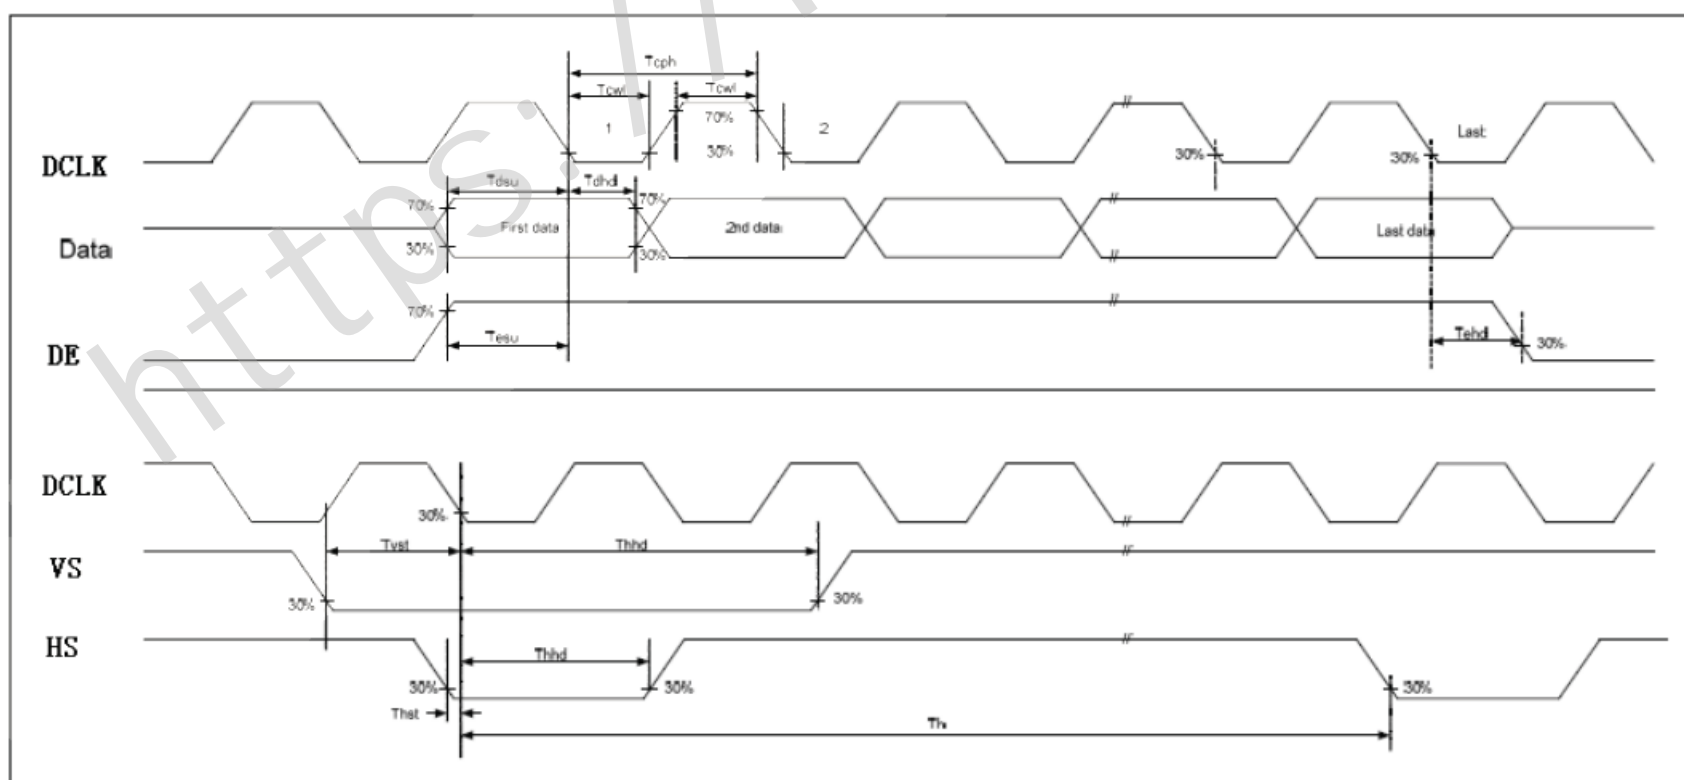 https:/
Tcph
Tcwl Tcwl
1 70% 2 Last
30% 30% 30%
DCLK
Tdsu Tdhd
70% 70%
First data 2nd data Last data
30% 30%
Data
70%
Tesu Tehd 30%
DE
DCLK
30%
Tvst Thhd
VS
30% 30%
HS
Thhd
30% 30% 30%
Thst
Th